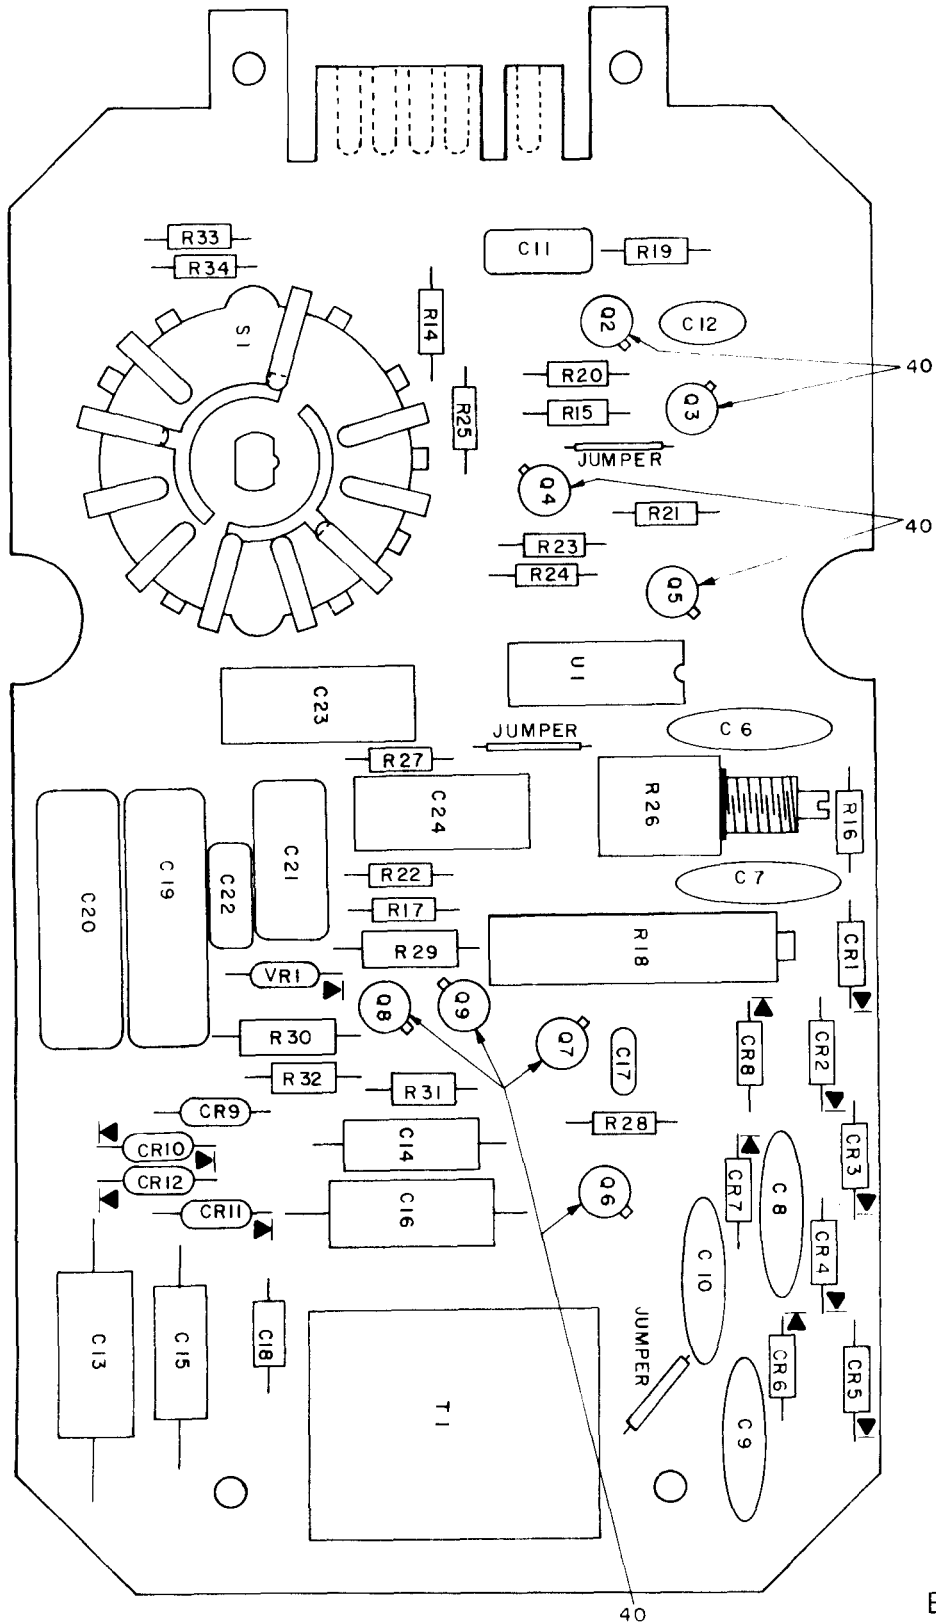 R33
C11
R19
R34
S1
R14
Q2
C12
40
R20
R25
R15
Q3
JUMPER
Q4
R21
40
R23
R24
Q5
U1
C23
C6
JUMPER
R27
C24
R26
R16
C20
C19
C22
C21
R22
C7
R17
R29
R18
CR1
VR1
Q8
Q9
R30
Q7
C17
CR8
CR2
R32
R31
CR9
R28
CR10
C14
CR3
CR12
CR7
C8
CR11
C16
Q6
CR4
C10
C13
C15
C18
JUMPER
CR6
CR5
T1
C9
40
E